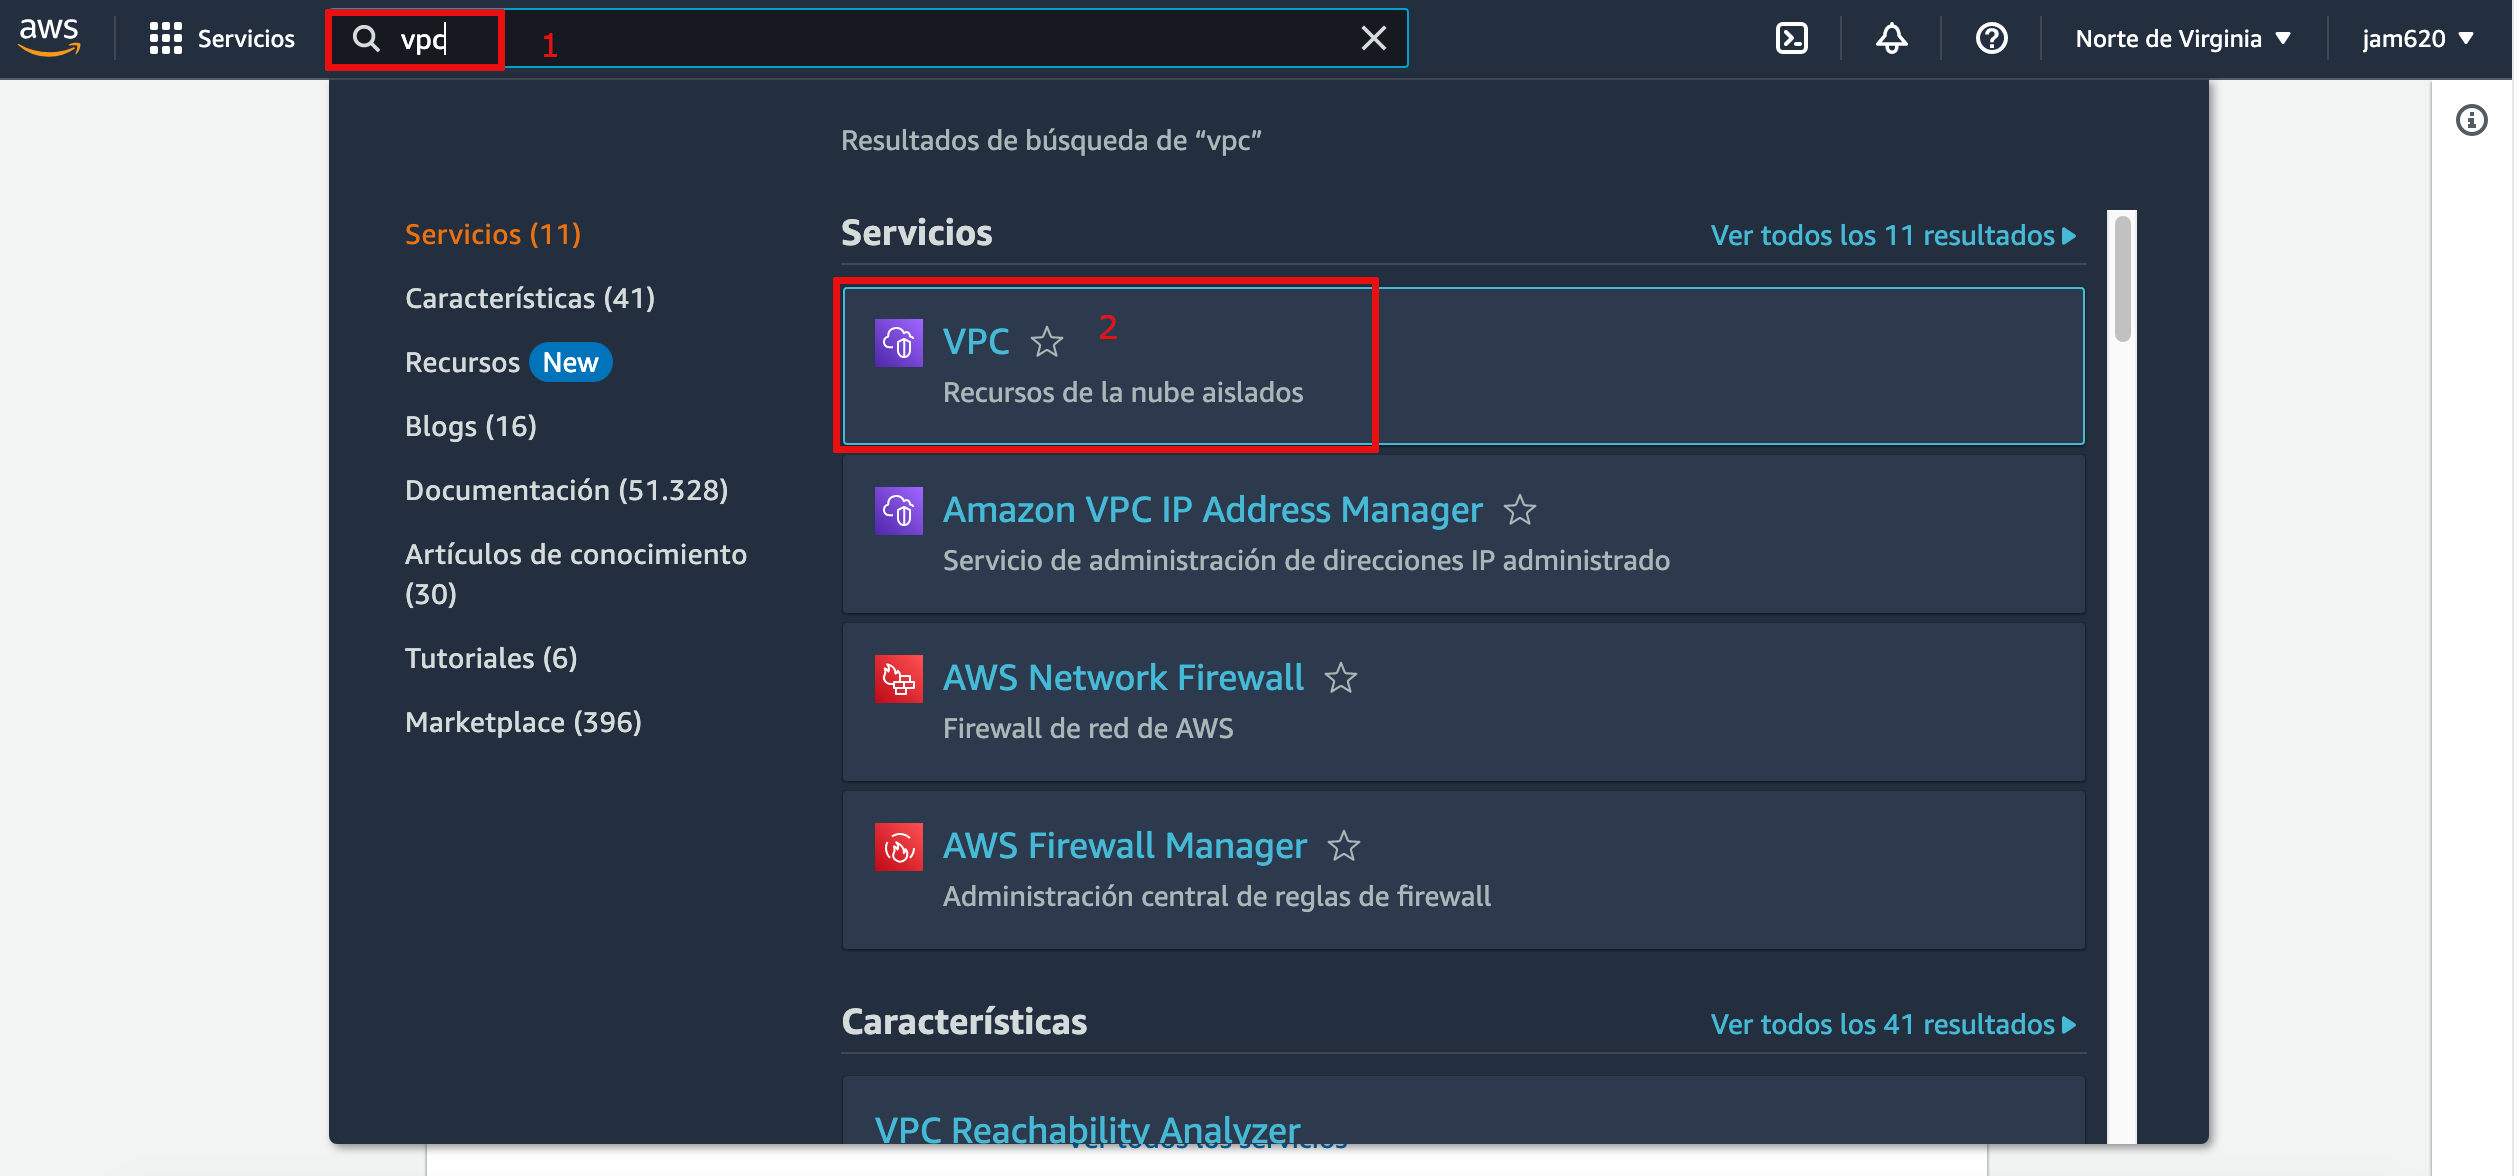 aws
Servicios
vpc
1
Norte de Virginia
jam620
Resultados de búsqueda de “vpc”
Servicios (11)
Características (41)
Recursos New
Blogs (16)
Documentación (51.328)
Artículos de conocimiento
(30)
Tutoriales (6)
Marketplace (396)
Servicios
Ver todos los 11 resultados
VPC
2
Recursos de la nube aislados
Amazon VPC IP Address Manager
Servicio de administración de direcciones IP administrado
AWS Network Firewall
Firewall de red de AWS
AWS Firewall Manager
Administración central de reglas de firewall
Características
Ver todos los 41 resultados
VPC Reachability Analyzer
Ver todos los servicios